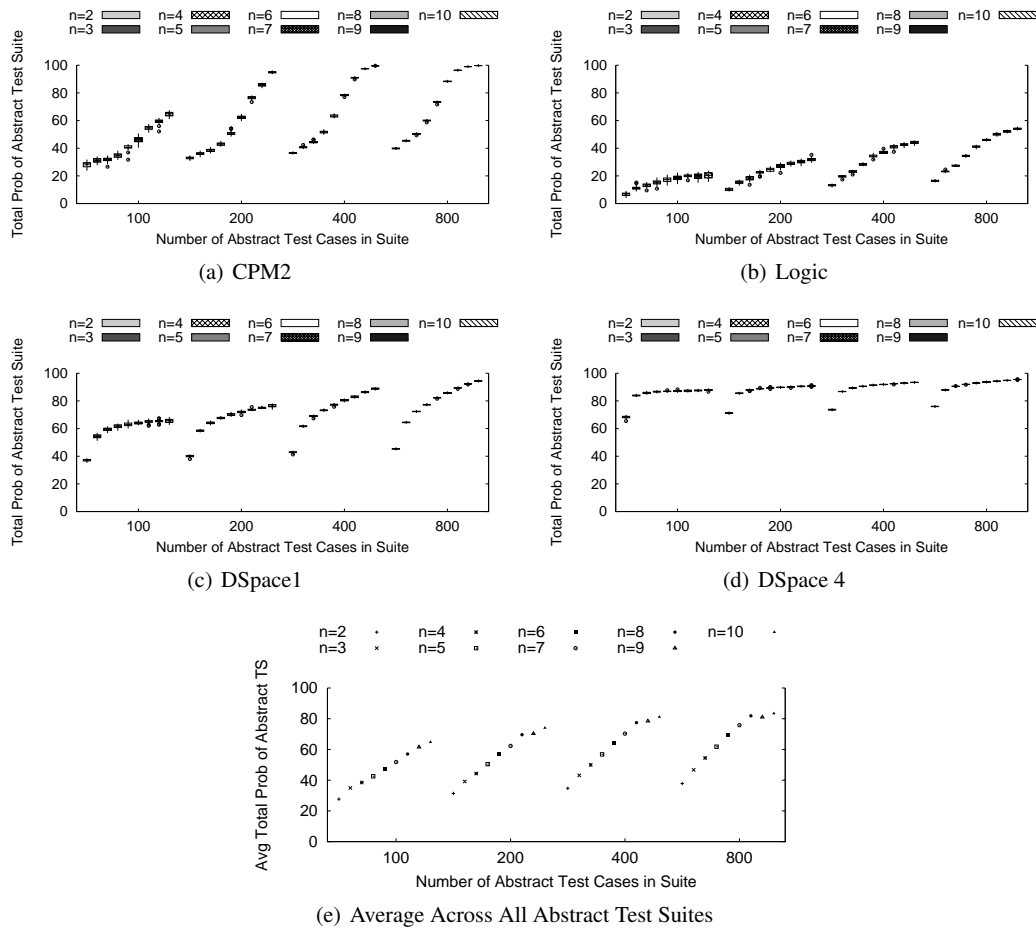 n=2 n=4 n=6 n=8 n=10
n=3 n=5 n=7 n=9
Total Prob of Abstract Test Suite
100
80
60
40
20
0
100 200 400 800
Number of Abstract Test Cases in Suite
(a) CPM2
n=2 n=4 n=6 n=8 n=10
n=3 n=5 n=7 n=9
Total Prob of Abstract Test Suite
100
80
60
40
20
0
100 200 400 800
Number of Abstract Test Cases in Suite
(b) Logic
n=2 n=4 n=6 n=8 n=10
n=3 n=5 n=7 n=9
Total Prob of Abstract Test Suite
100
80
60
40
20
0
100 200 400 800
Number of Abstract Test Cases in Suite
(c) DSpace1
n=2 n=4 n=6 n=8 n=10
n=3 n=5 n=7 n=9
Total Prob of Abstract Test Suite
100
80
60
40
20
0
100 200 400 800
Number of Abstract Test Cases in Suite
(d) DSpace 4
n=2 n=4 n=6 n=8 n=10
n=3 n=5 n=7 n=9
Avg Total Prob of Abstract TS
100
80
60
40
20
0
100 200 400 800
Number of Abstract Test Cases in Suite
(e) Average Across All Abstract Test Suites